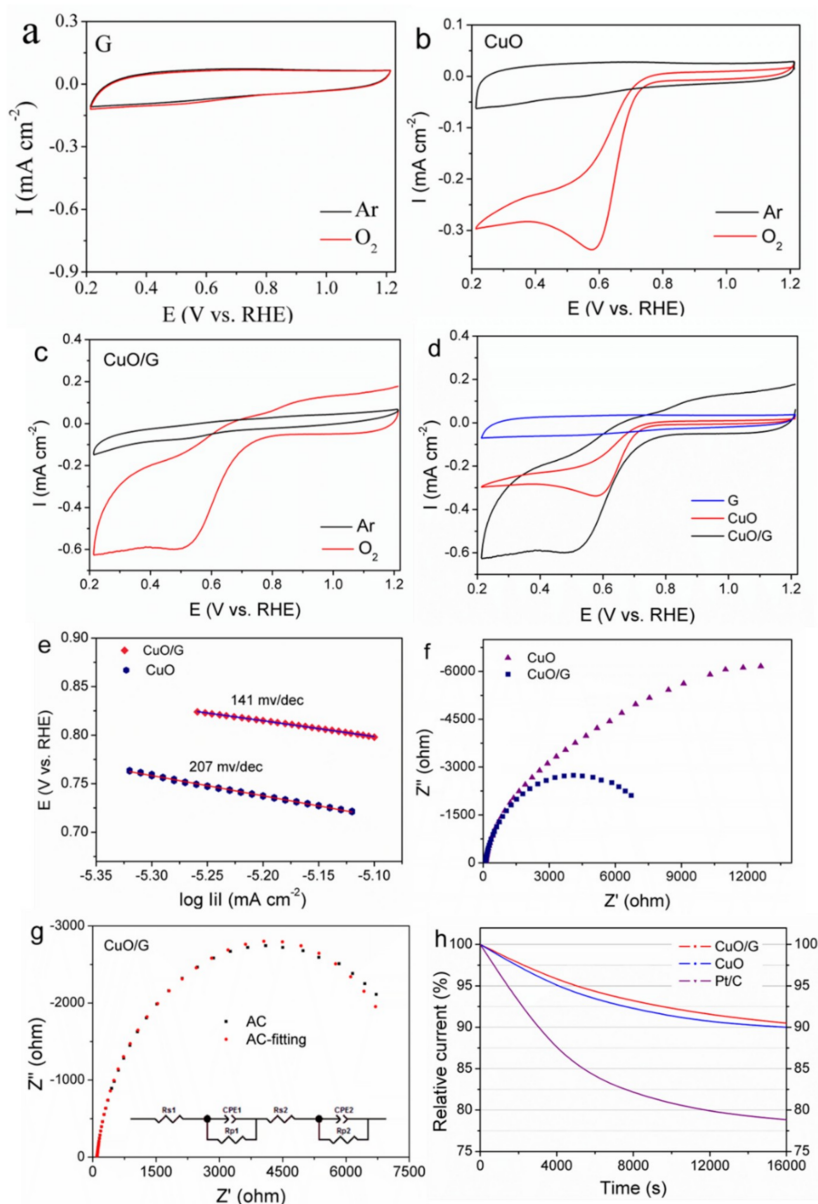 a
G
0.3
0.0
-0.3
-0.6
-0.9
I (mA cm-2)
Ar
O2
0.2 0.4 0.6 0.8 1.0 1.2
E (V vs. RHE)
b
CuO
0.1
0.0
-0.1
-0.2
-0.3
I (mA cm-2)
Ar
O2
0.2 0.4 0.6 0.8 1.0 1.2
E (V vs. RHE)
c
CuO/G
0.4
0.2
0.0
-0.2
-0.4
-0.6
I (mA cm-2)
Ar
O2
0.2 0.4 0.6 0.8 1.0 1.2
E (V vs. RHE)
d
0.4
0.2
0.0
-0.2
-0.4
-0.6
I (mA cm-2)
G
CuO
CuO/G
0.2 0.4 0.6 0.8 1.0 1.2
E (V vs. RHE)
e
CuO/G
CuO
0.90
0.85
0.80
0.75
0.70
E (V vs. RHE)
141 mv/dec
207 mv/dec
-5.35 -5.30 -5.25 -5.20 -5.15 -5.10
log IiI (mA cm-2)
f
CuO
CuO/G
-6000
-4500
-3000
-1500
0
Z'' (ohm)
0 3000 6000 9000 12000
Z' (ohm)
g
CuO/G
-3000
-2000
-1000
0
Z'' (ohm)
AC
AC-fitting
Rs1 CPE1 Rs2 CPE2
Rp1 Rp2
0 1500 3000 4500 6000 7500
Z' (ohm)
h
CuO/G
CuO
Pt/C
100 100
95 95
90 90
85 85
80 80
75 75
Relative current (%)
0 4000 8000 12000 16000
Time (s)